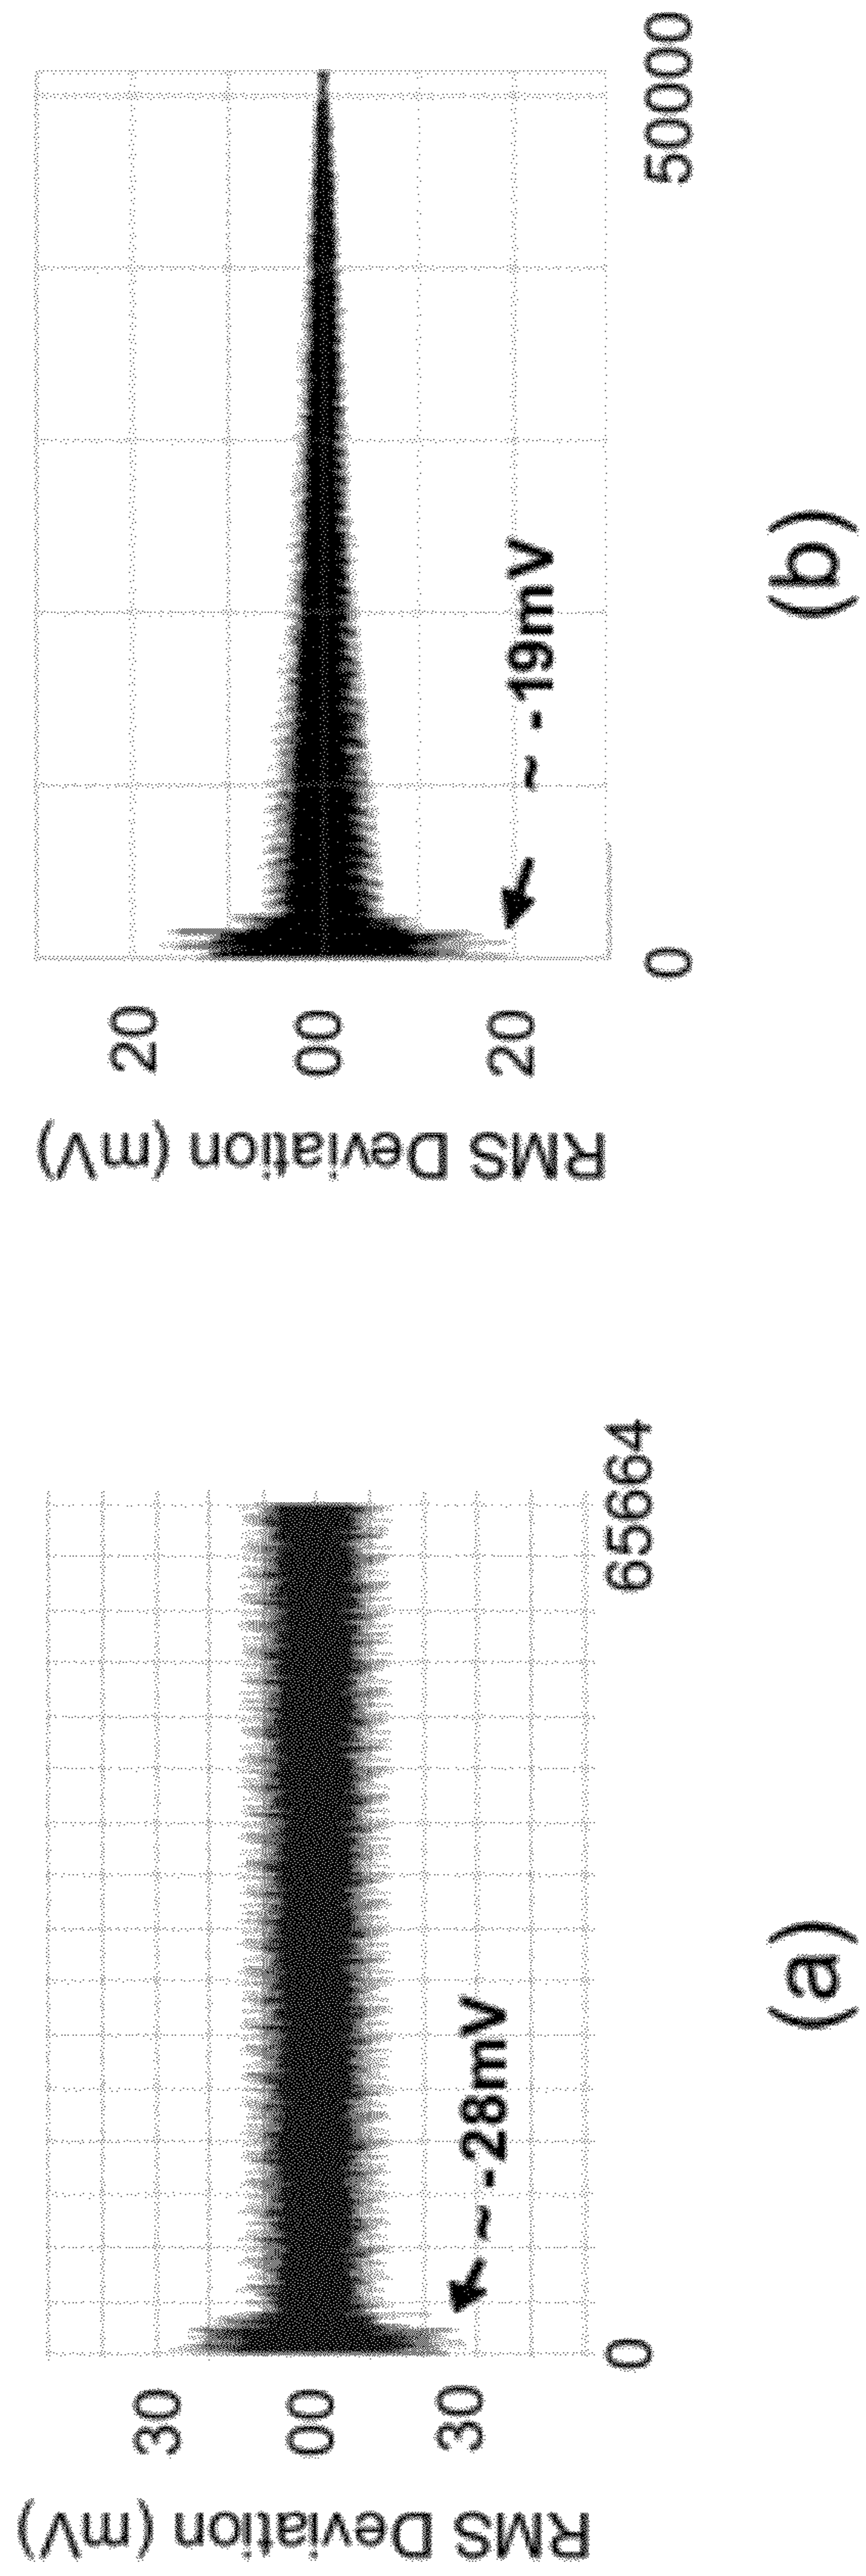 RMS Deviation (mV)
30
00
30
~ -28mV
0
65664
(a)
RMS Deviation (mV)
20
00
20
~ -19mV
0
50000
(b)